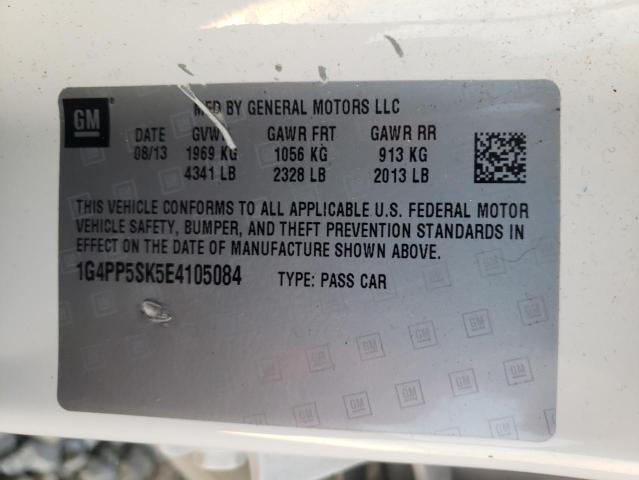 GM
MFD BY GENERAL MOTORS LLC
DATE GVWR GAWR FRT GAWR RR
08/13 1969 KG 1056 KG 913 KG
4341 LB 2328 LB 2013 LB
THIS VEHICLE CONFORMS TO ALL APPLICABLE U.S. FEDERAL MOTOR
VEHICLE SAFETY, BUMPER, AND THEFT PREVENTION STANDARDS IN
EFFECT ON THE DATE OF MANUFACTURE SHOWN ABOVE.
1G4PP5SK5E4105084 TYPE: PASS CAR